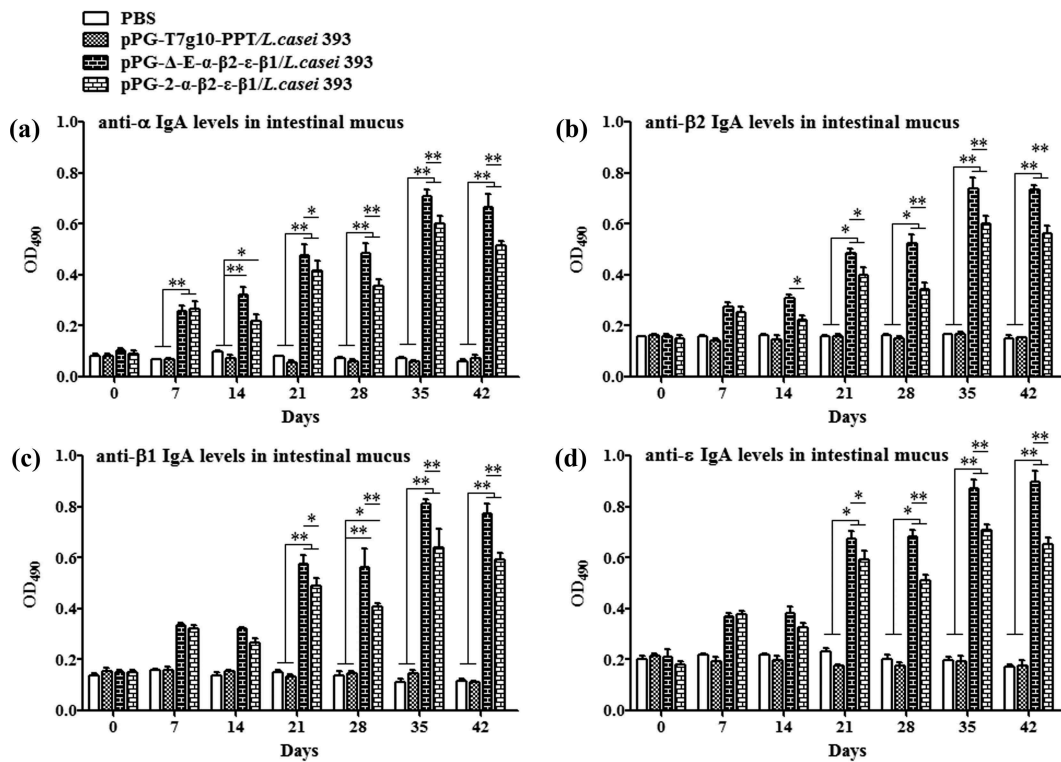 PBS
pPG-T7g10-PPT/L.casei 393
pPG-Δ-E-α-β2-ε-β1/L.casei 393
pPG-2-α-β2-ε-β1/L.casei 393
(a)
anti-α IgA levels in intestinal mucus
OD490
1.0
0.8
0.6
0.4
0.2
0.0
** ** * ** * ** ** ** ** ** ** **
0 7 14 21 28 35 42
Days
(b)
anti-β2 IgA levels in intestinal mucus
OD490
1.0
0.8
0.6
0.4
0.2
0.0
* * * * ** ** ** ** **
0 7 14 21 28 35 42
Days
(c)
anti-β1 IgA levels in intestinal mucus
OD490
1.0
0.8
0.6
0.4
0.2
0.0
** * ** * ** ** ** ** **
0 7 14 21 28 35 42
Days
(d)
anti-ε IgA levels in intestinal mucus
OD490
1.0
0.8
0.6
0.4
0.2
0.0
* * * ** ** ** ** **
0 7 14 21 28 35 42
Days